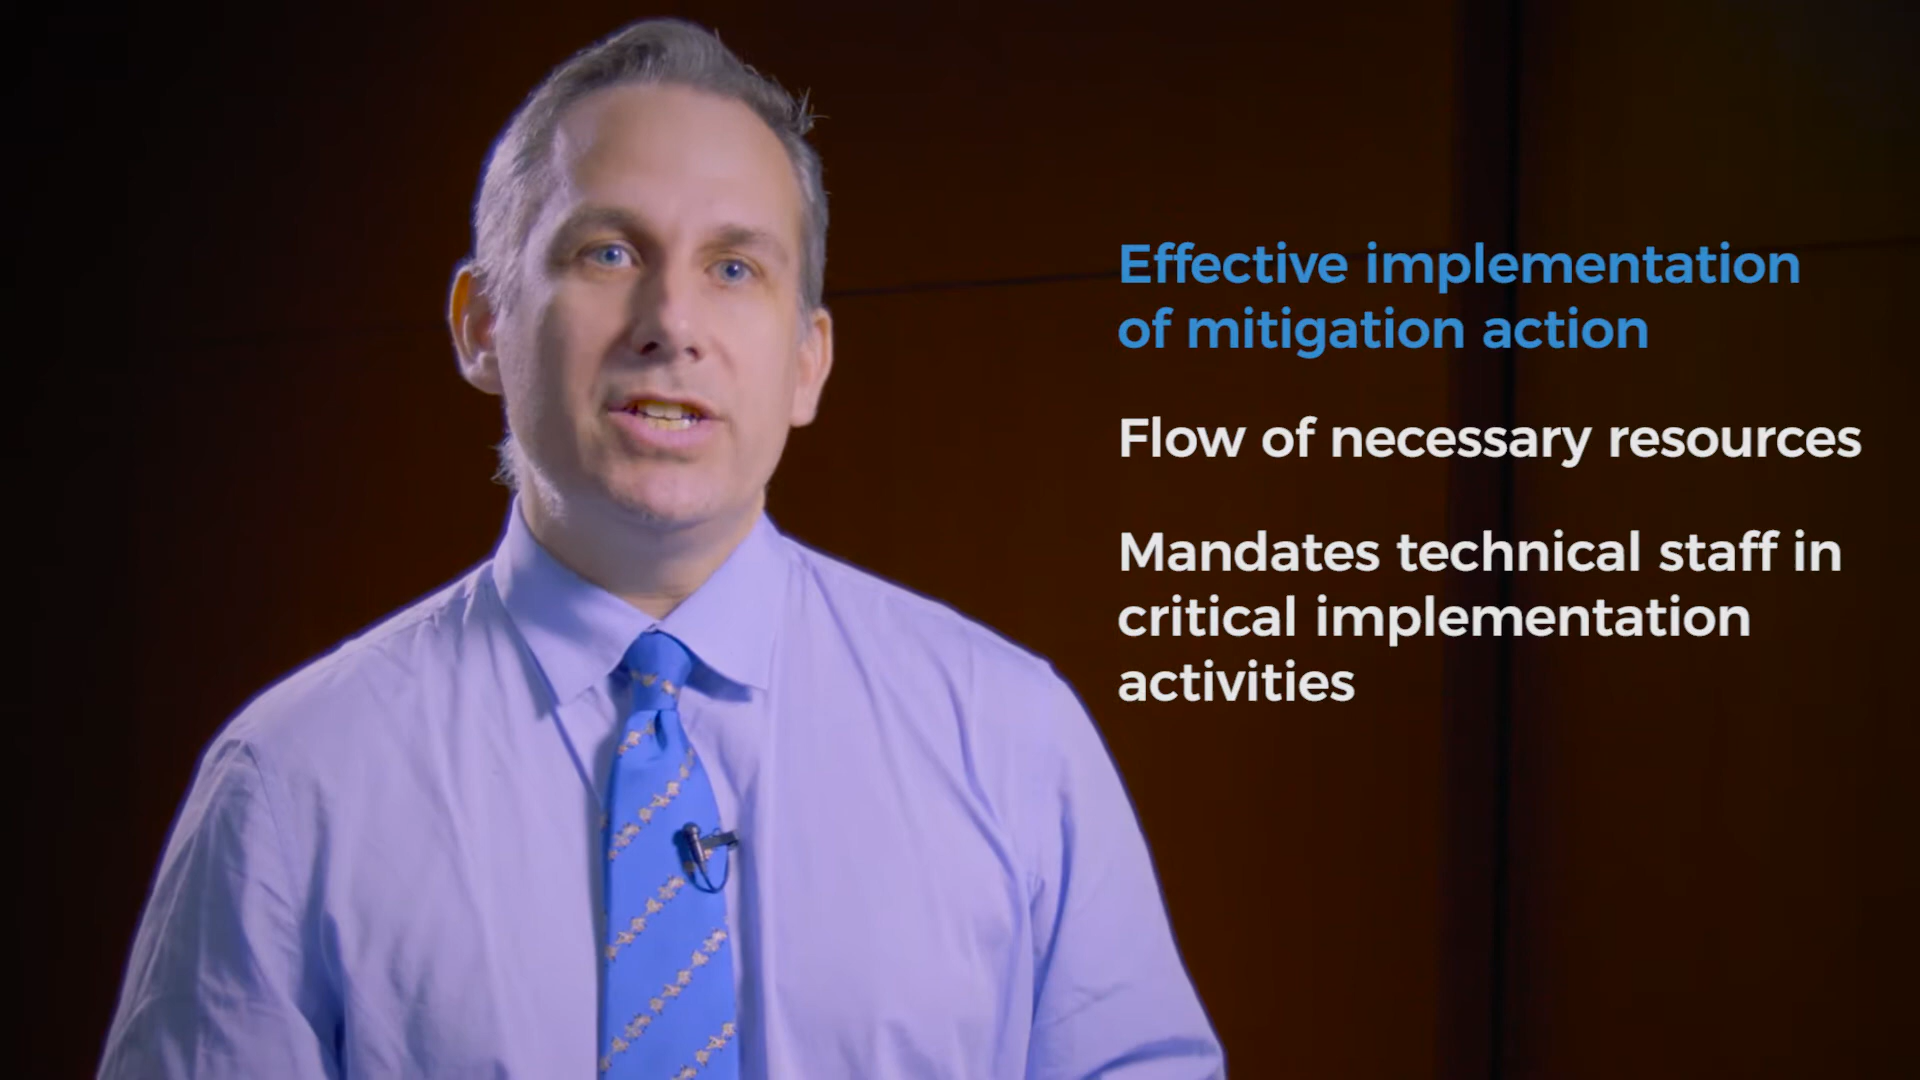 Effective implementation
of mitigation action
Flow of necessary resources
Mandates technical staff in
critical implementation
activities